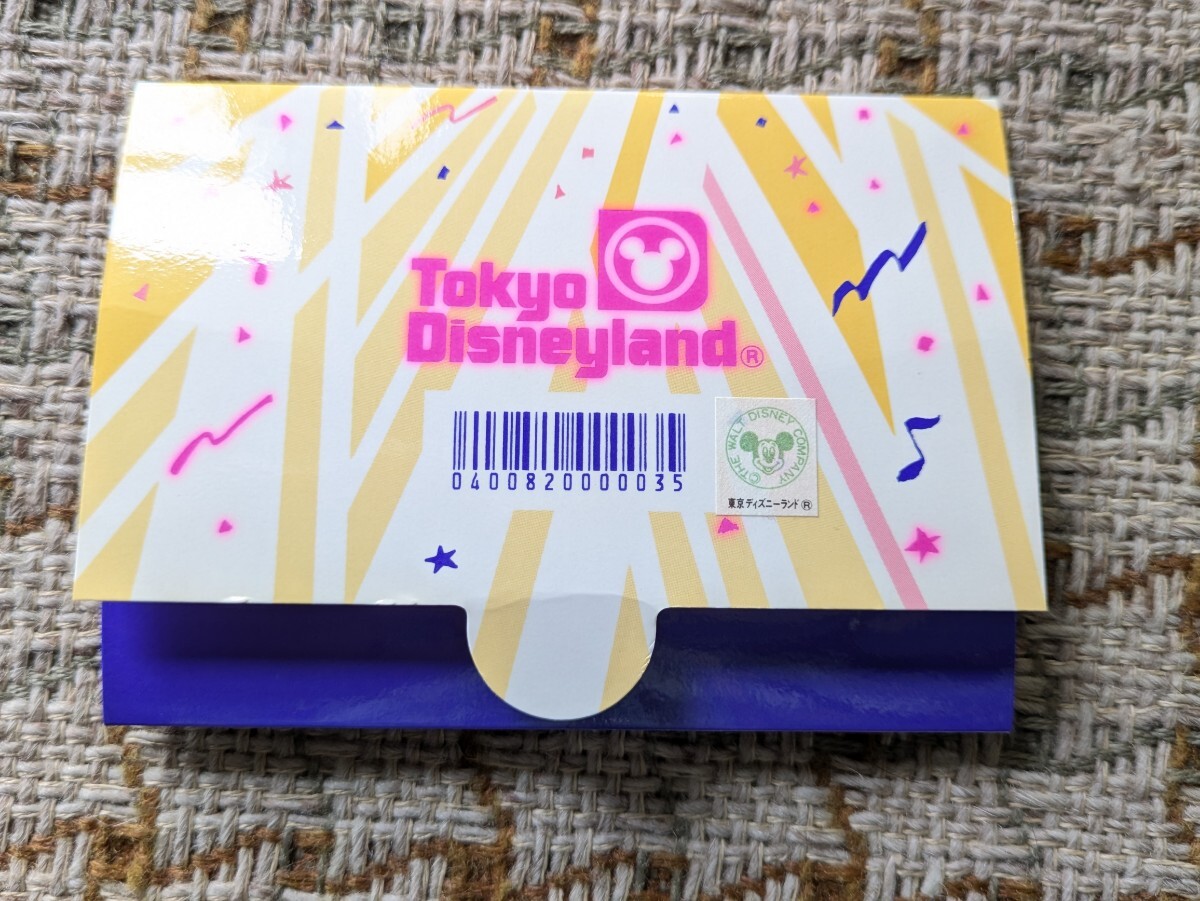 Tokyo
Disneyland®
0400820000035
©THE WALT DISNEY COMPANY
東京ディズニーランド®